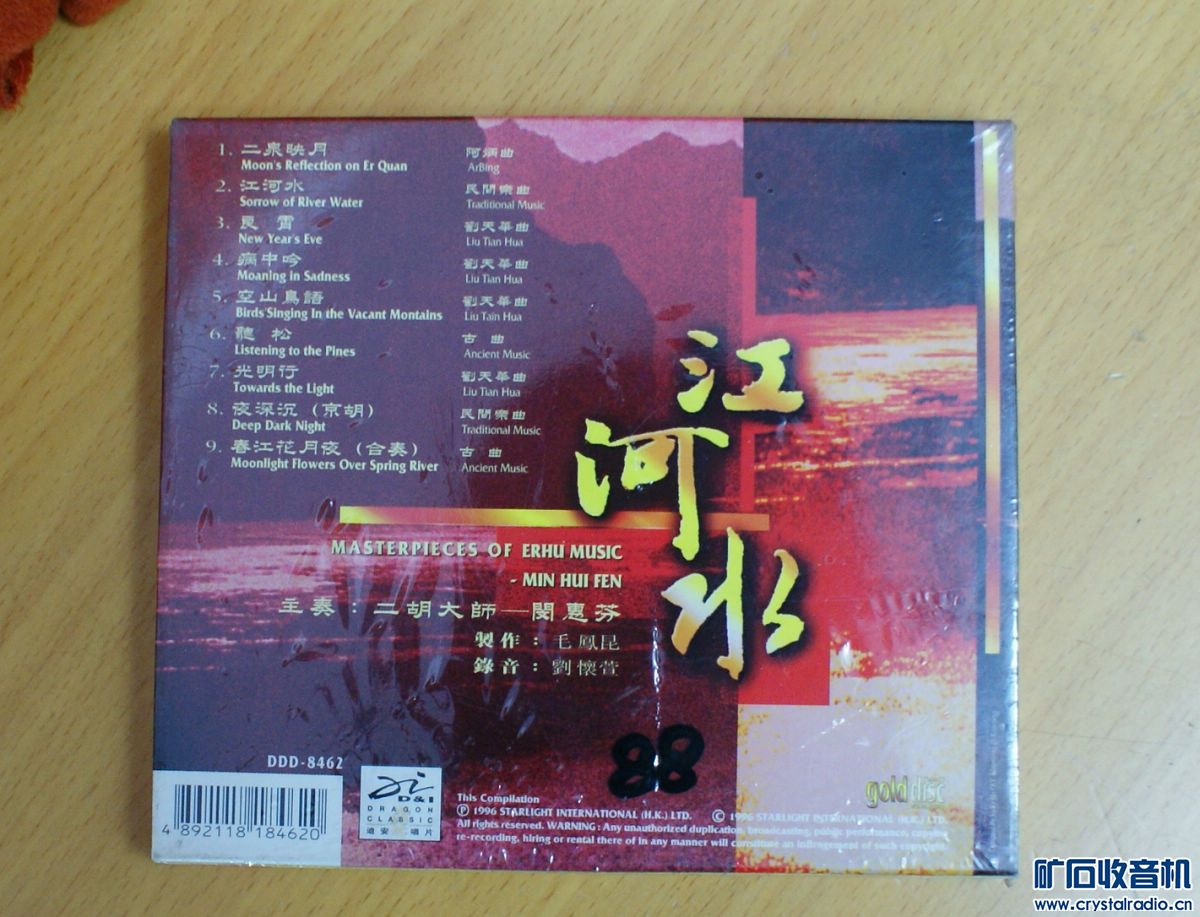 1. 二泉映月 阿炳曲
Moon's Reflection on Er Quan ArBing
2. 江河水 民間樂曲
Sorrow of River Water Traditional Music
3. 良 宵 劉天華曲
New Year's Eve Liu Tian Hua
4. 病中吟 劉天華曲
Moaning in Sadness Liu Tian Hua
5. 空山鳥語 劉天華曲
Birds Singing In the Vacant Montains Liu Tain Hua
6. 聽 松 古 曲
Listening to the Pines Ancient Music
7. 光明行 劉天華曲
Towards the Light Liu Tian Hua
8. 夜深沉（京胡） 民間樂曲
Deep Dark Night Traditional Music
9. 春江花月夜（合奏） 古 曲
Moonlight Flowers Over Spring River Ancient Music
江河水
MASTERPIECES OF ERHU MUSIC
- MIN HUI FEN
主奏：二胡大師—閔惠芬
製作：毛鳳昆
錄音：劉懷萱
88
DDD-8462
4 892118 184620
D&I
DRAGON
CLASSIC
唱片
gold disc
This Compilation
Ⓟ 1996 STARLIGHT INTERNATIONAL (H.K.) LTD. © 1996 STARLIGHT INTERNATIONAL (H.K.) LTD.
All rights reserved. WARNING : Any unauthorized duplication, broadcasting, public performance, copying
re-recording, hiring or rental there of in any manner will constitute an infringement of such copyright.
矿石收音机
www.crystalradio.cn